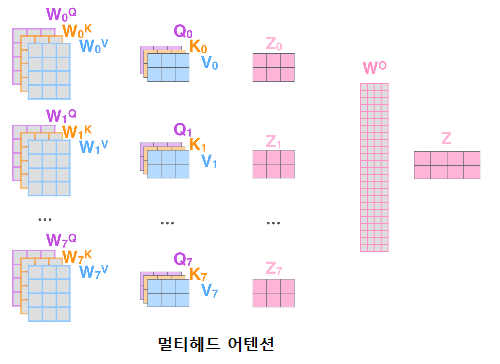 W₀Q
W₀K
W₀V
Q₀
K₀
V₀
Z₀
W₁Q
W₁K
W₁V
Q₁
K₁
V₁
Z₁
WO
Z
...
...
...
W₇Q
W₇K
W₇V
Q₇
K₇
V₇
Z₇
멀티헤드 어텐션